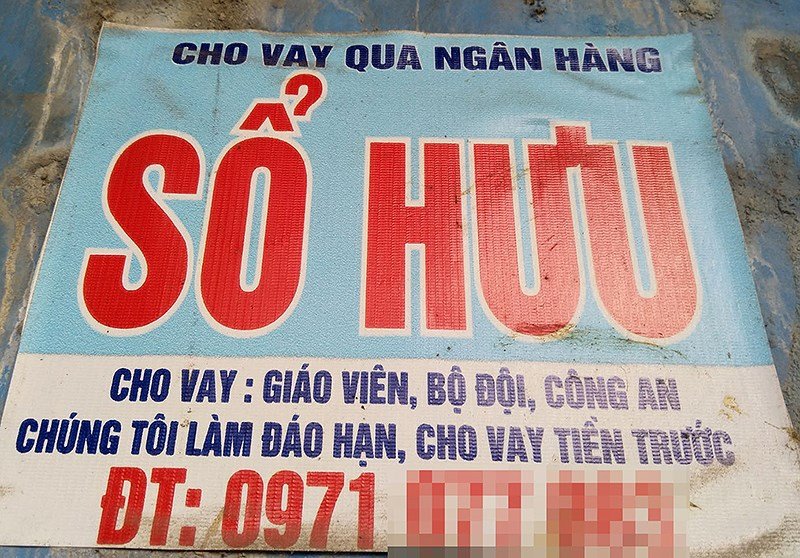 CHO VAY QUA NGÂN HÀNG
SỔ HƯU
CHO VAY : GIÁO VIÊN, BỘ ĐỘI, CÔNG AN
CHÚNG TÔI LÀM ĐÁO HẠN, CHO VAY TIỀN TRƯỚC
ĐT: 0971